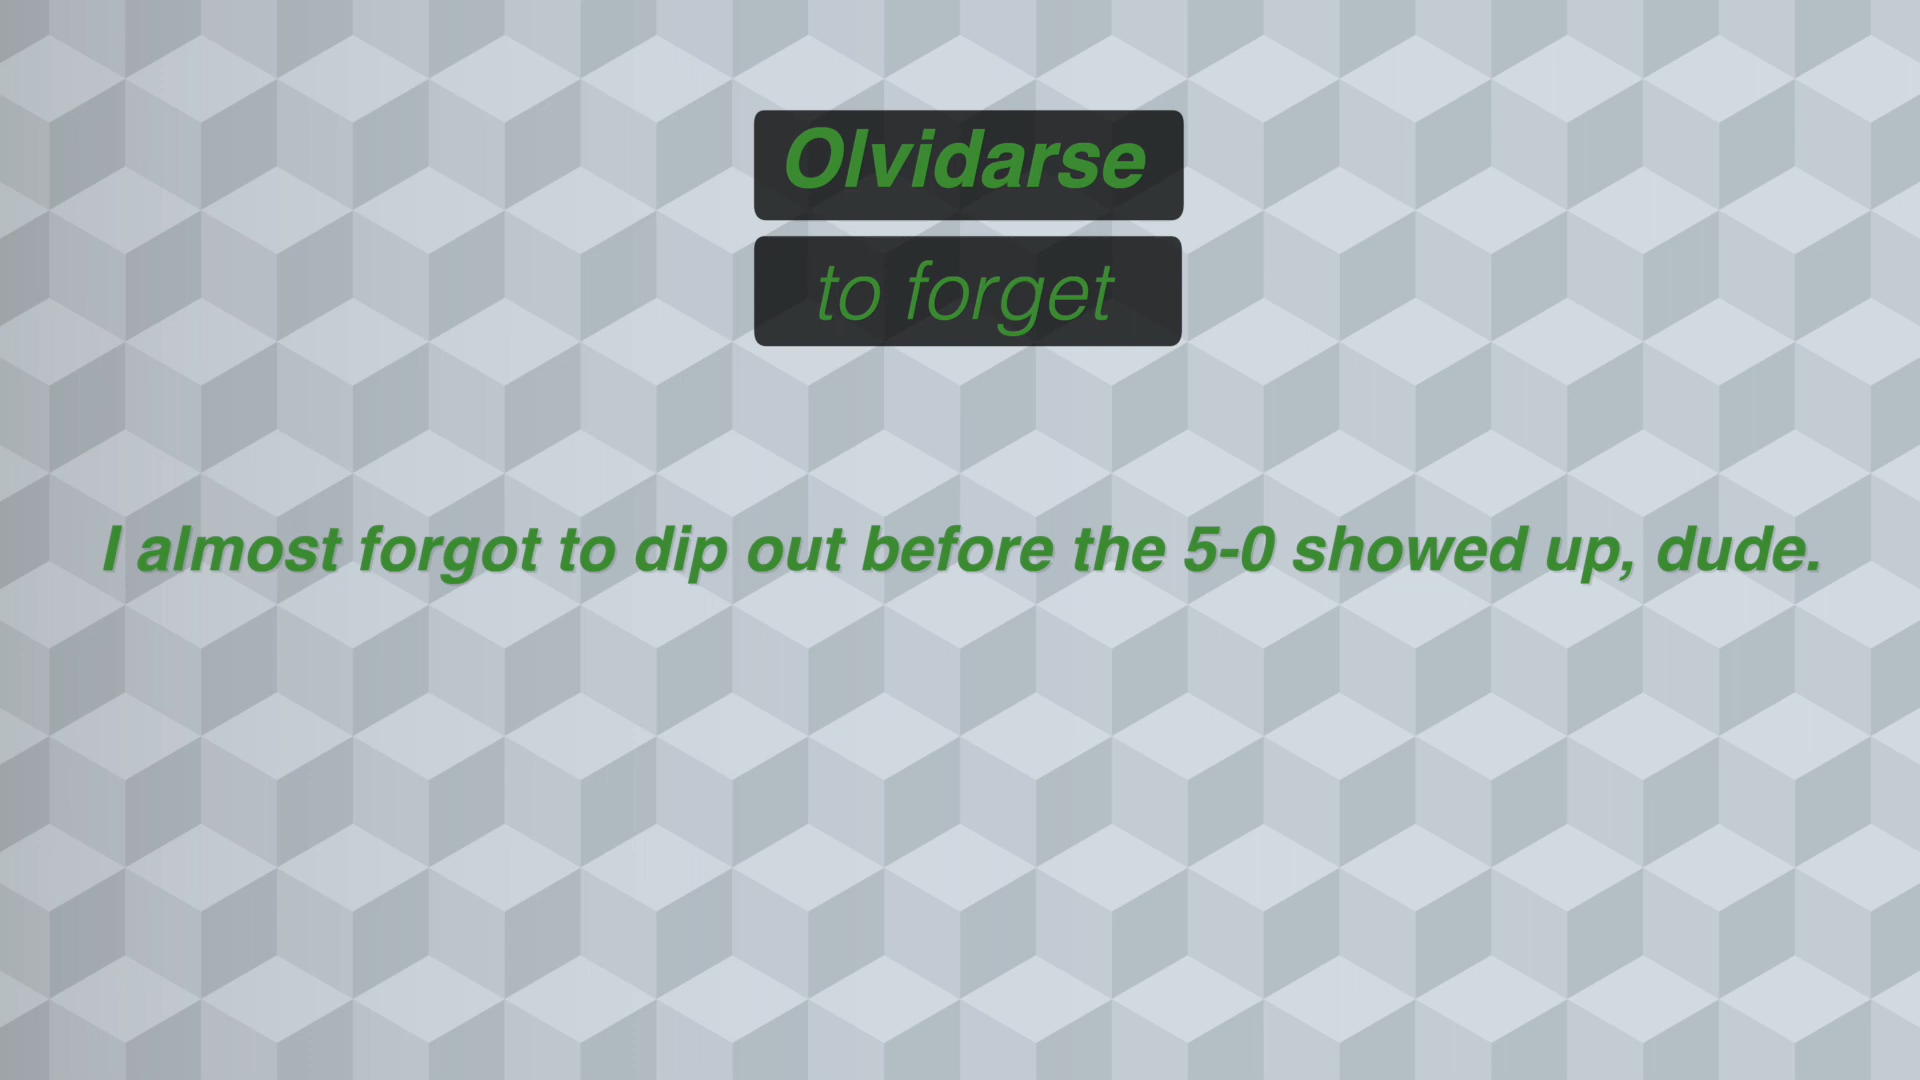 Olvidarse
to forget
I almost forgot to dip out before the 5-0 showed up, dude.